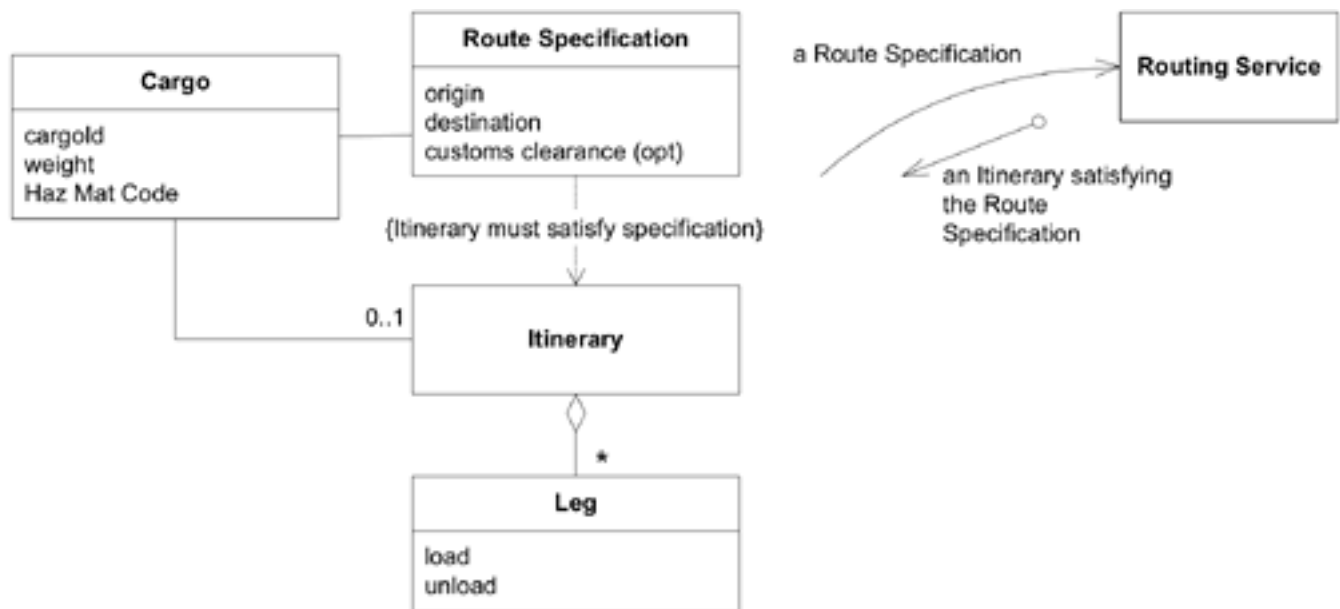 Cargo
cargoId
weight
Haz Mat Code
Route Specification
origin
destination
customs clearance (opt)
{Itinerary must satisfy specification}
0..1
Itinerary
*
Leg
load
unload
a Route Specification
Routing Service
an Itinerary satisfying
the Route
Specification